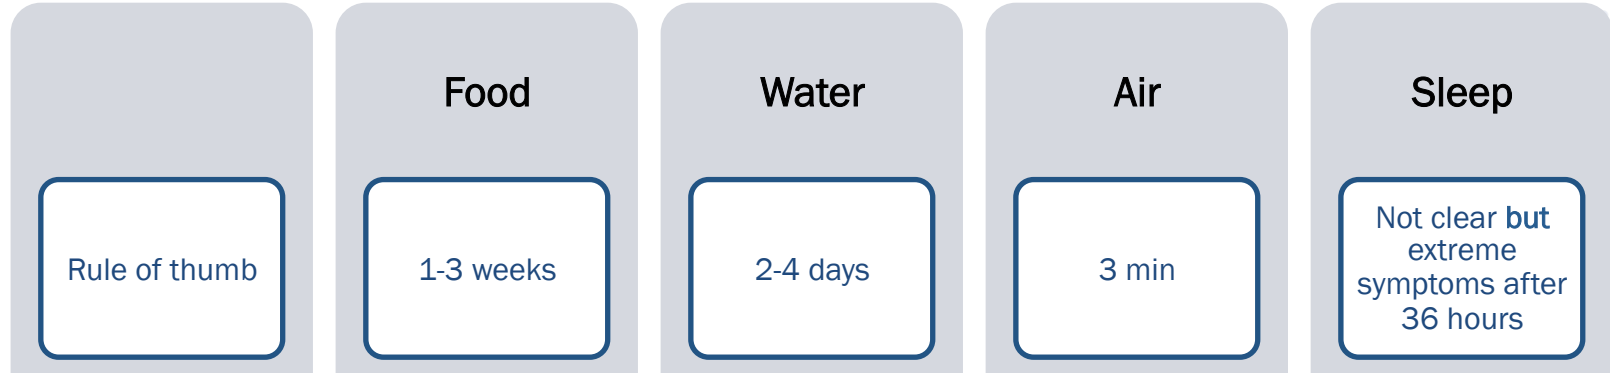 Food
Water
Air
Sleep
Rule of thumb
1-3 weeks
2-4 days
3 min
Not clear but
extreme
symptoms after
36 hours